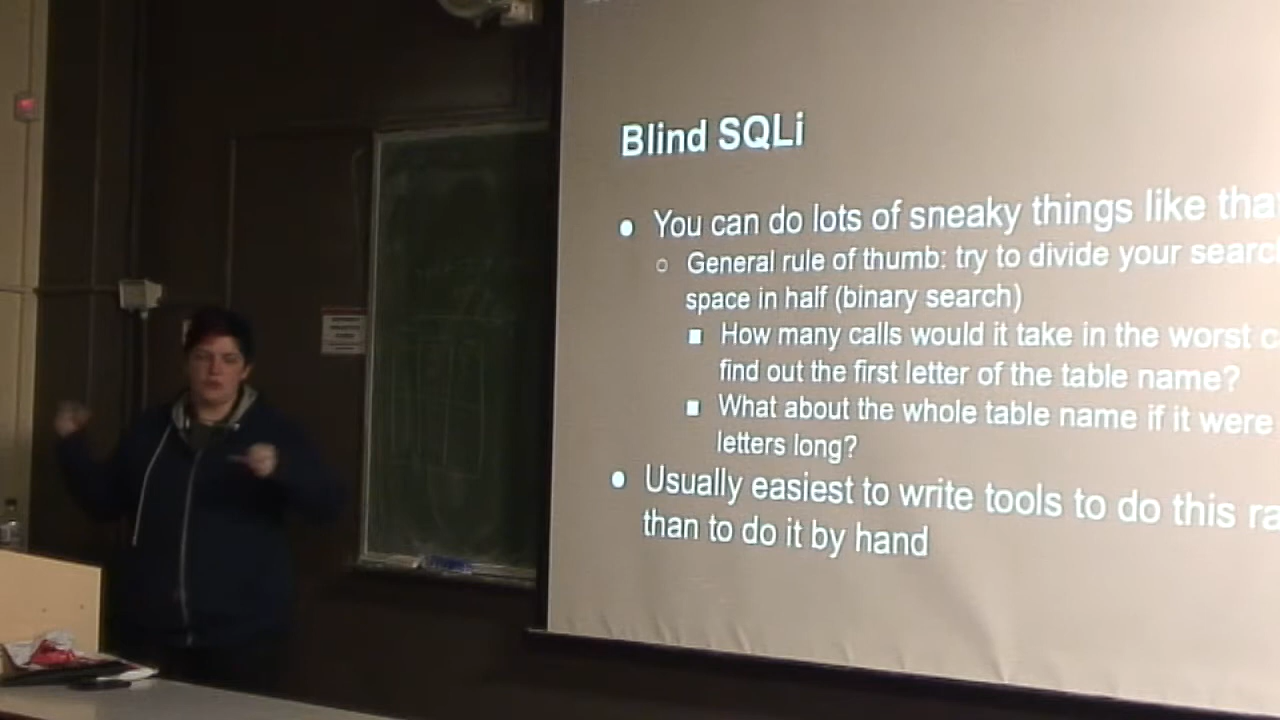 Blind SQLi
• You can do lots of sneaky things like
○ General rule of thumb: try to divide your
space in half (binary search)
■ How many calls would it take in the worst
find out the first letter of the table name?
■ What about the whole table name if it were
letters long?
• Usually easiest to write tools to do this
than to do it by hand